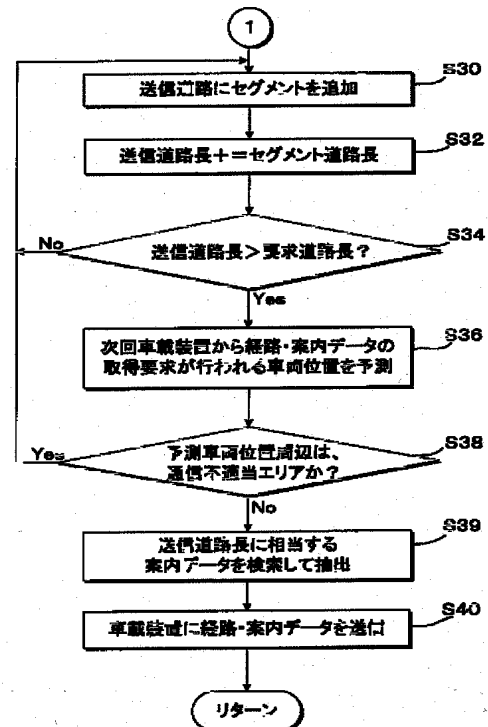 1
S30
送信道路にセグメントを追加
S32
送信道路長+=セグメント道路長
S34
No
送信道路長>要求道路長?
Yes
S36
次回車載装置から経路・案内データの
取得要求が行われる車両位置を予測
S38
Yes
予測車両位置周辺は、
通信不適当エリアか?
No
S39
送信道路長に相当する
案内データを検索して抽出
S40
車載装置に経路・案内データを送信
リターン